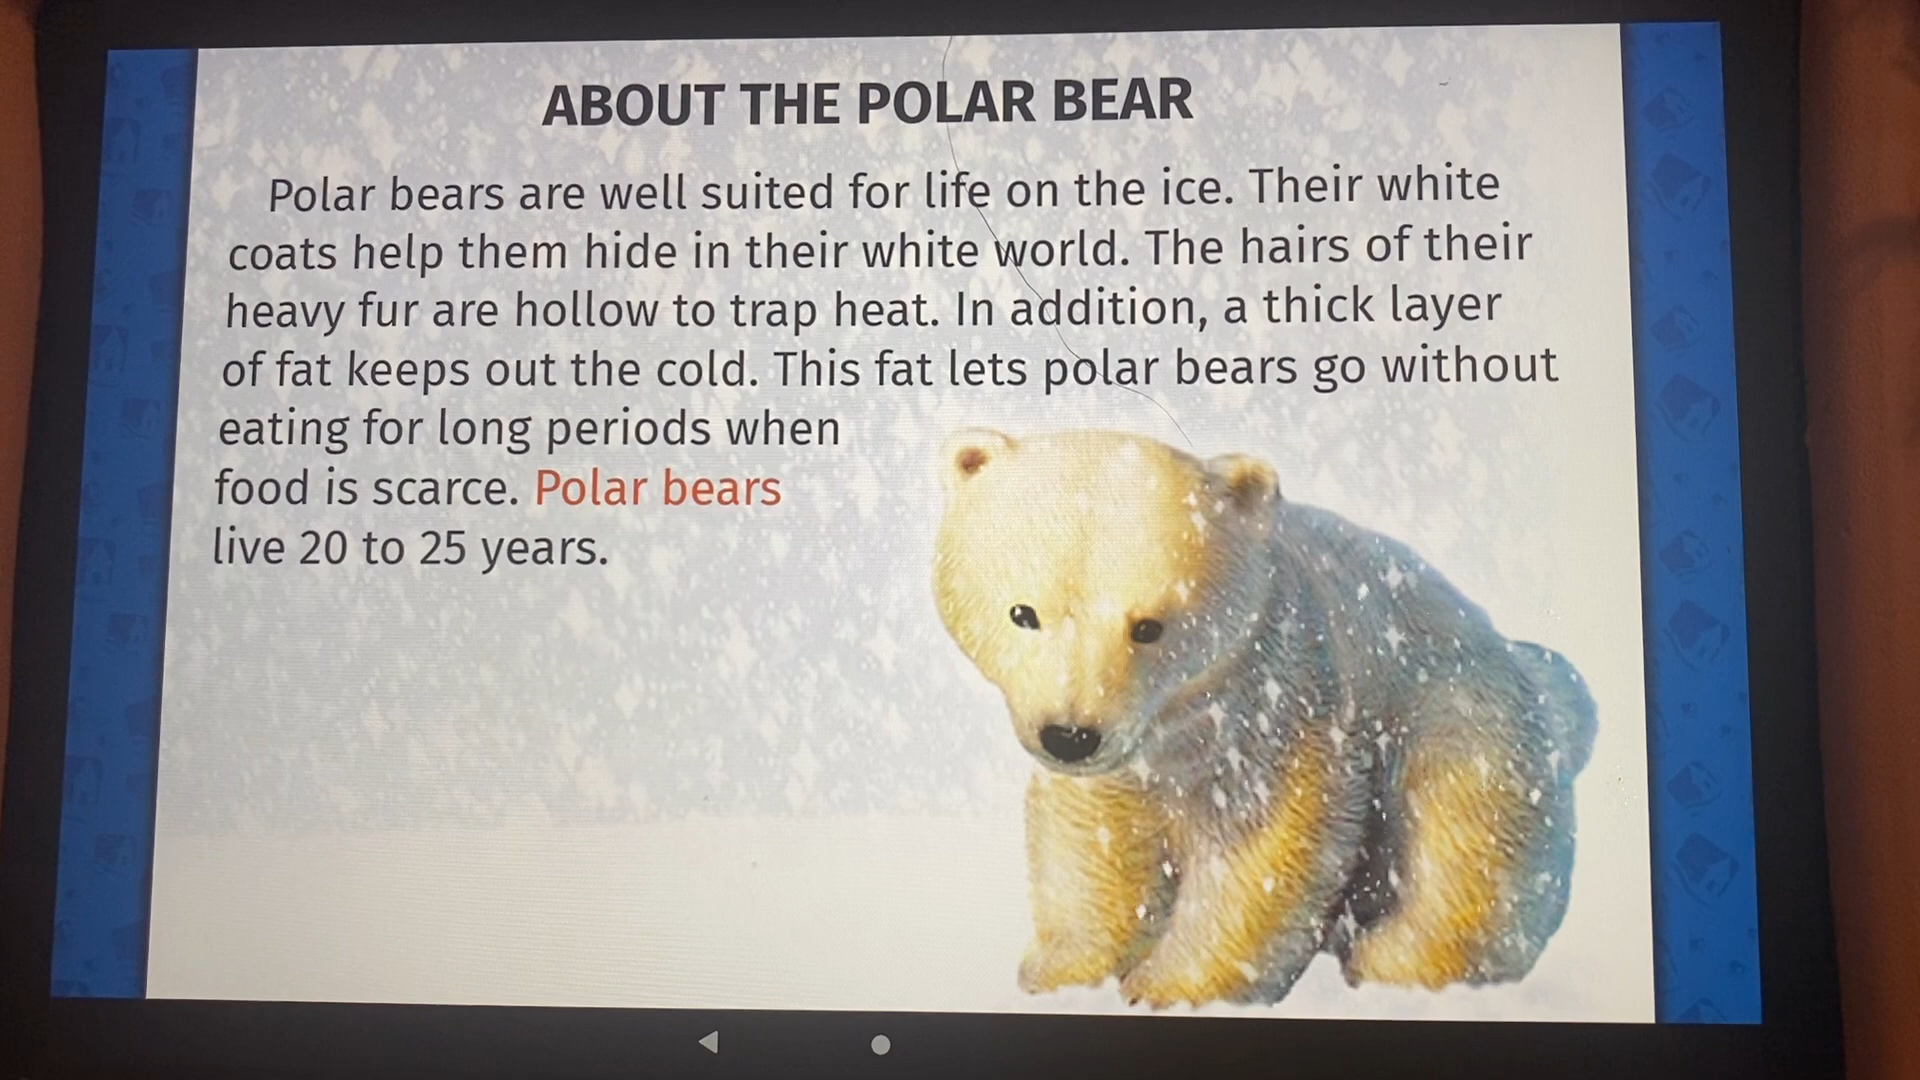 ABOUT THE POLAR BEAR
Polar bears are well suited for life on the ice. Their white
coats help them hide in their white world. The hairs of their
heavy fur are hollow to trap heat. In addition, a thick layer
of fat keeps out the cold. This fat lets polar bears go without
eating for long periods when
food is scarce. Polar bears
live 20 to 25 years.